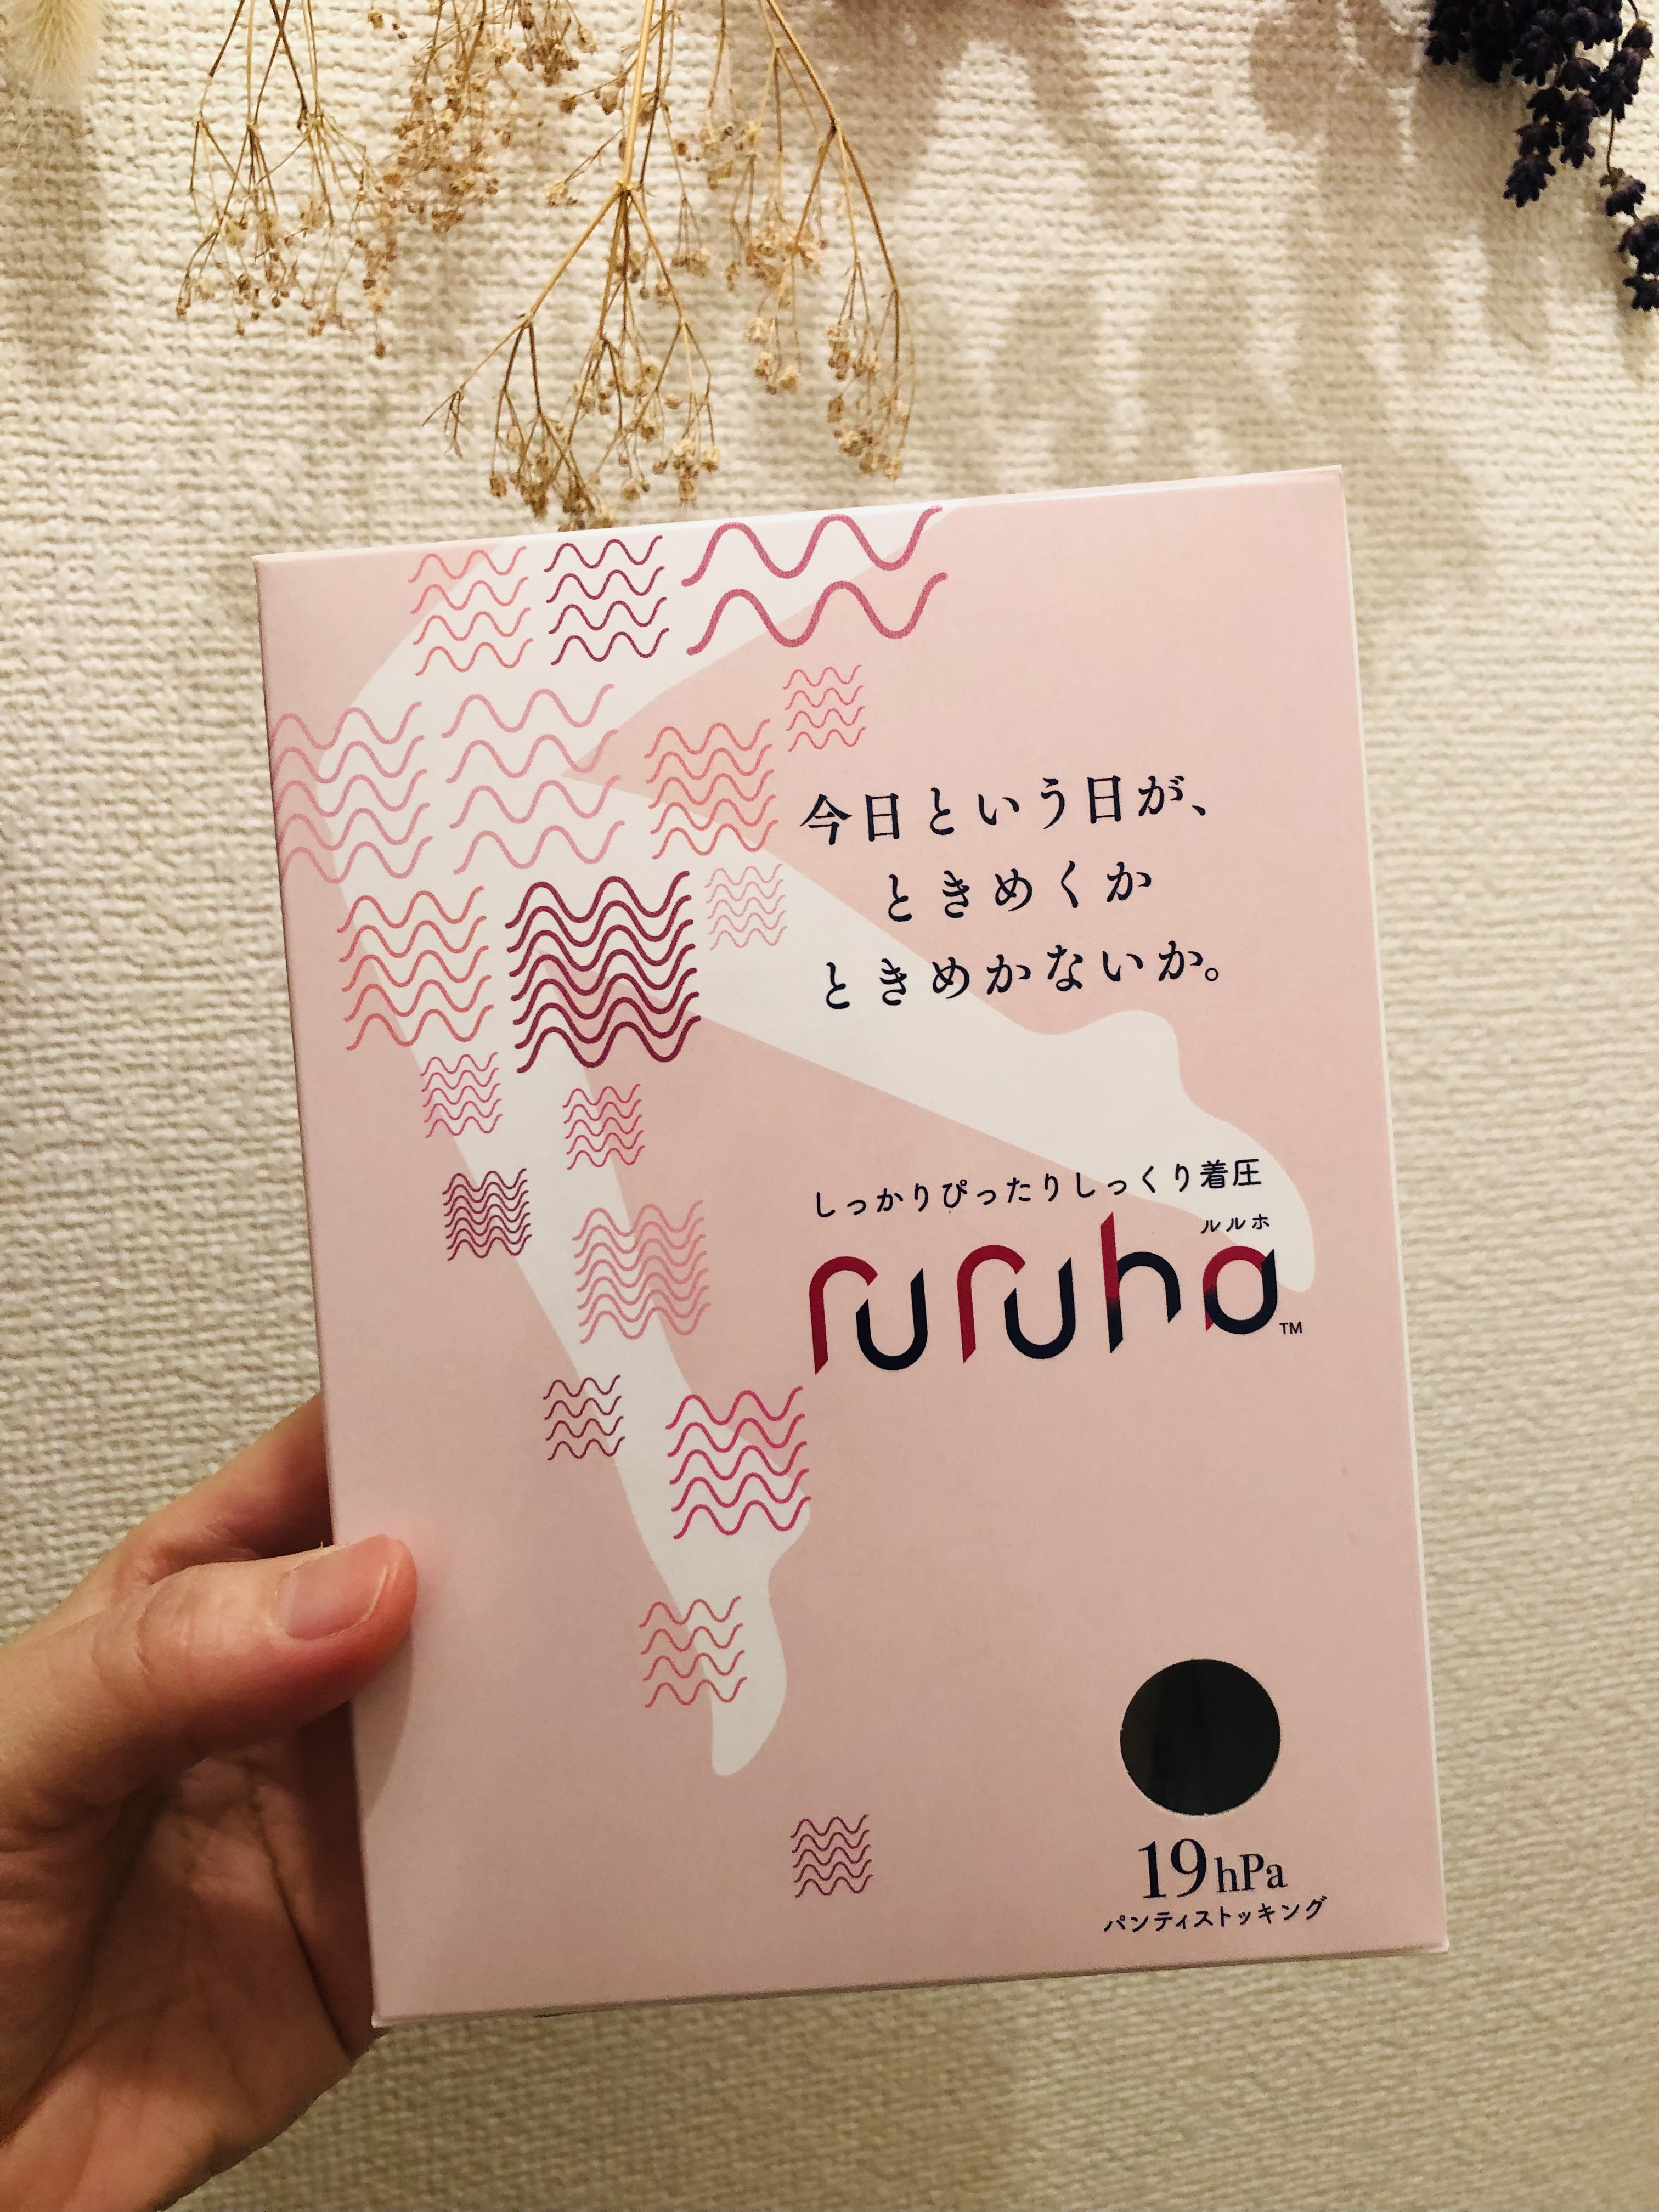 今日という日が、
ときめくか
ときめかないか。
しっかりぴったりしっくり着圧
ルルホ
ruruho™
19hPa
パンティストッキング